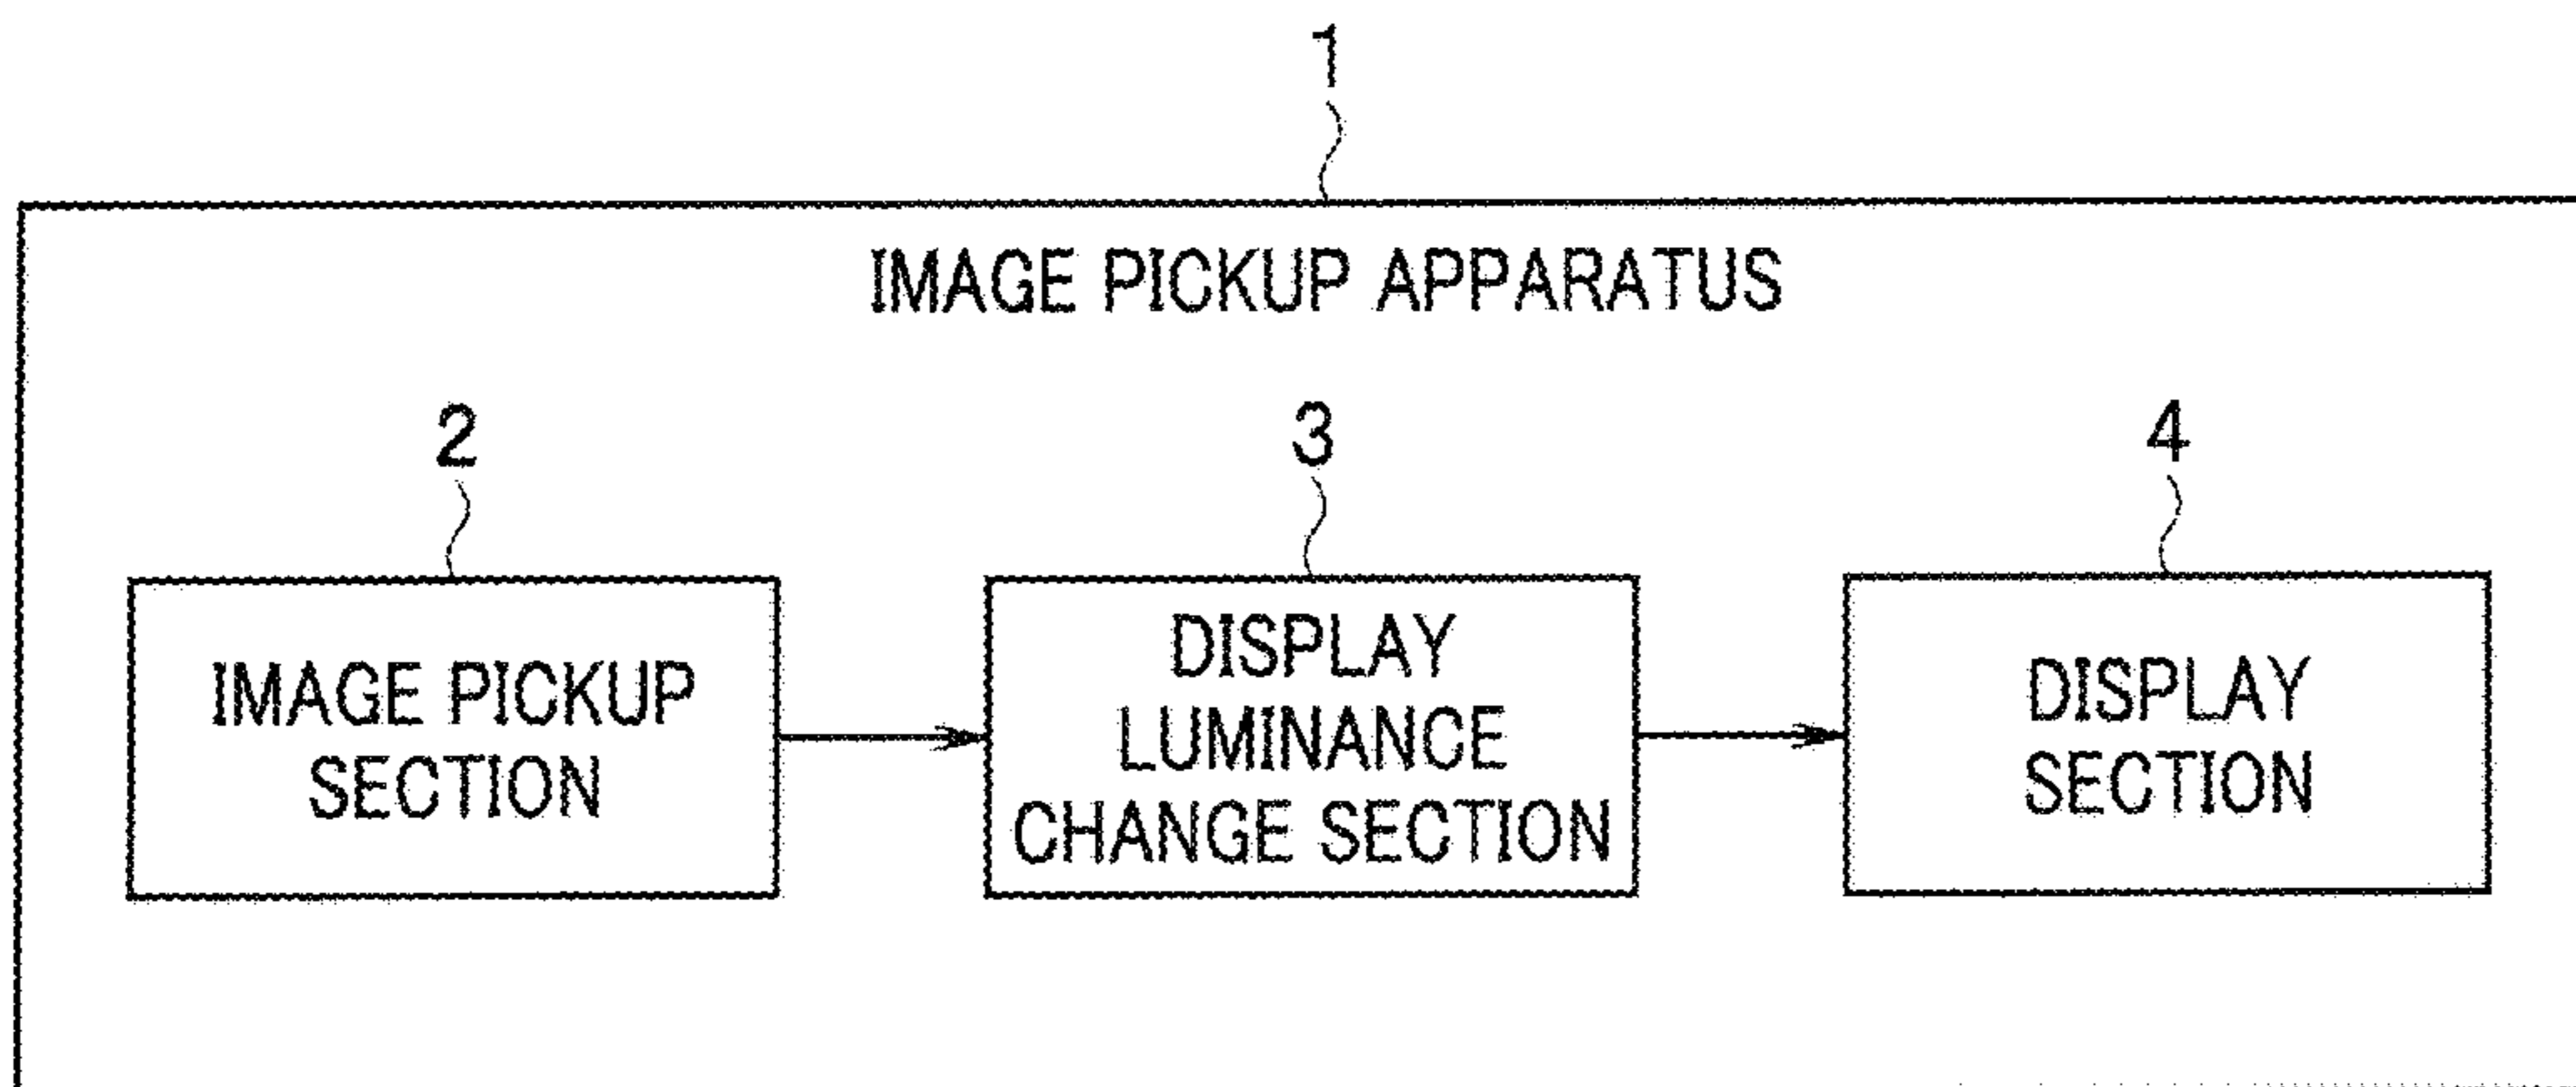 1
IMAGE PICKUP APPARATUS
2
3
4
IMAGE PICKUP
SECTION
DISPLAY
LUMINANCE
CHANGE SECTION
DISPLAY
SECTION